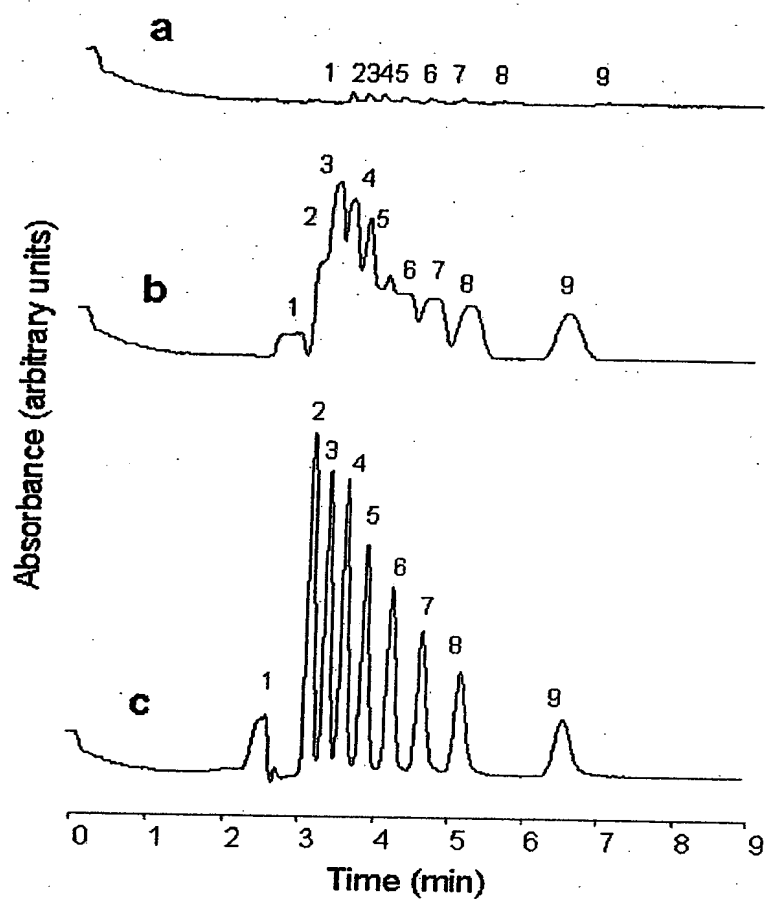 a
1 2345 6 7 8 9
b
1 2 3 4 5 6 7 8 9
c
1 2 3 4 5 6 7 8 9
Absorbance (arbitrary units)
0 1 2 3 4 5 6 7 8 9
Time (min)